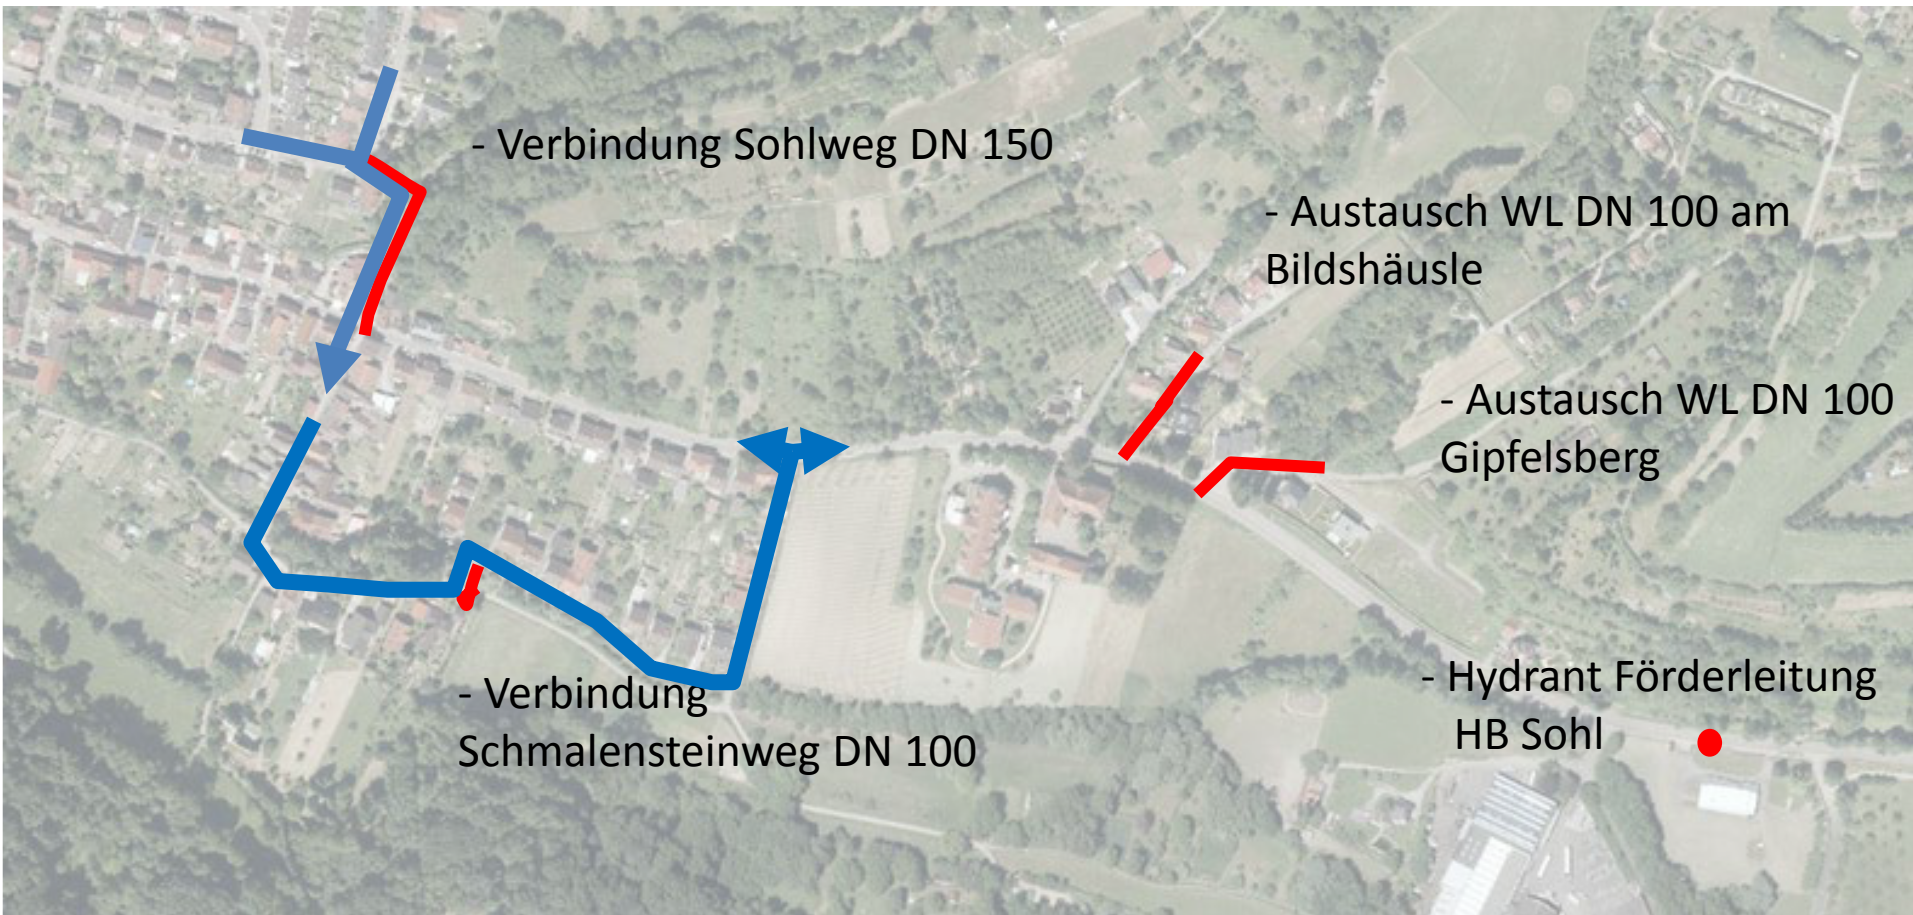 - Verbindung Sohlweg DN 150
- Austausch WL DN 100 am
Bildshäusle
- Austausch WL DN 100
Gipfelsberg
- Verbindung
Schmalensteinweg DN 100
- Hydrant Förderleitung
HB Sohl